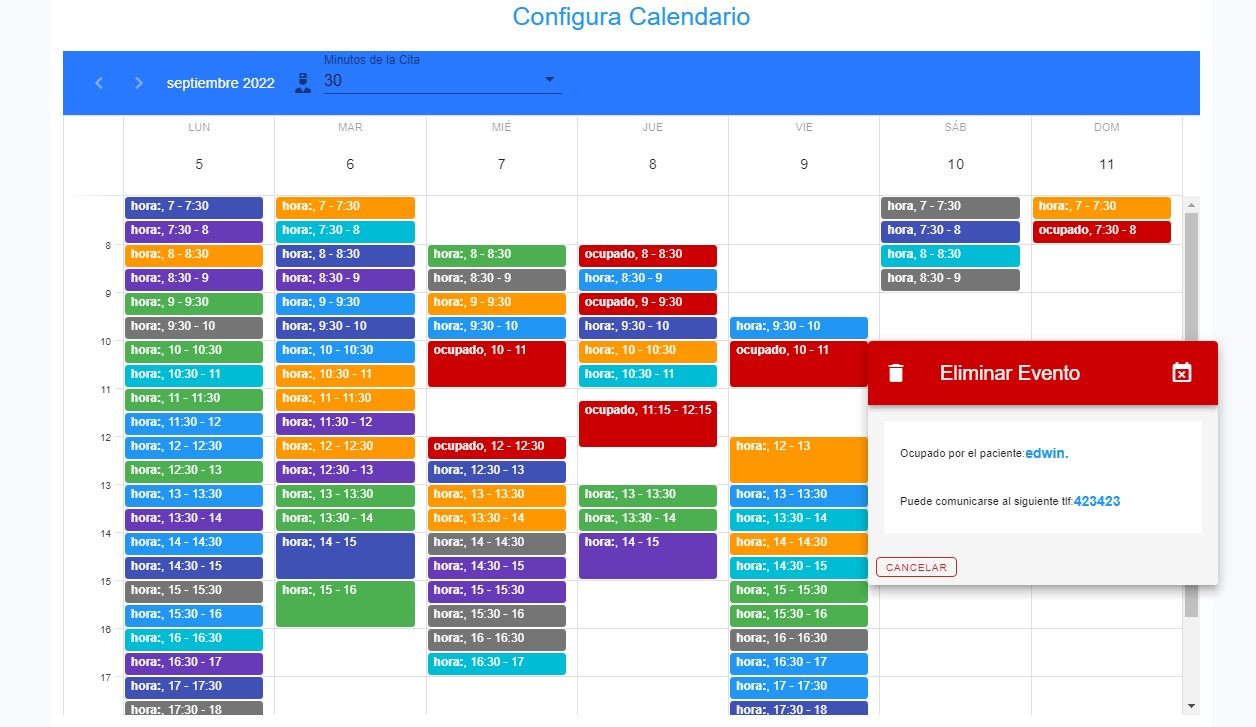 Configura Calendario
Minutos de la Cita
septiembre 2022
30
LUN
MAR
MIÉ
JUE
VIE
SÁB
DOM
5
6
7
8
9
10
11
8
9
10
11
12
13
14
15
16
17
hora:, 7 - 7:30
hora:, 7:30 - 8
hora:, 8 - 8:30
hora:, 8:30 - 9
hora:, 9 - 9:30
hora:, 9:30 - 10
hora:, 10 - 10:30
hora:, 10:30 - 11
hora:, 11 - 11:30
hora:, 11:30 - 12
hora:, 12 - 12:30
hora:, 12:30 - 13
hora:, 13 - 13:30
hora:, 13:30 - 14
hora:, 14 - 14:30
hora:, 14:30 - 15
hora:, 15 - 15:30
hora:, 15:30 - 16
hora:, 16 - 16:30
hora:, 16:30 - 17
hora:, 17 - 17:30
hora:, 17:30 - 18
hora:, 7 - 7:30
hora:, 7:30 - 8
hora:, 8 - 8:30
hora:, 8:30 - 9
hora:, 9 - 9:30
hora:, 9:30 - 10
hora:, 10 - 10:30
hora:, 10:30 - 11
hora:, 11 - 11:30
hora:, 11:30 - 12
hora:, 12 - 12:30
hora:, 12:30 - 13
hora:, 13 - 13:30
hora:, 13:30 - 14
hora:, 14 - 15
hora:, 15 - 16
hora:, 8 - 8:30
hora:, 8:30 - 9
hora:, 9 - 9:30
hora:, 9:30 - 10
ocupado, 10 - 11
ocupado, 12 - 12:30
hora:, 12:30 - 13
hora:, 13 - 13:30
hora:, 13:30 - 14
hora:, 14 - 14:30
hora:, 14:30 - 15
hora:, 15 - 15:30
hora:, 15:30 - 16
hora:, 16 - 16:30
hora:, 16:30 - 17
ocupado, 8 - 8:30
hora:, 8:30 - 9
ocupado, 9 - 9:30
hora:, 9:30 - 10
hora:, 10 - 10:30
hora:, 10:30 - 11
ocupado, 11:15 - 12:15
hora:, 13 - 13:30
hora:, 13:30 - 14
hora:, 14 - 15
hora:, 9:30 - 10
ocupado, 10 - 11
hora:, 12 - 13
hora:, 13 - 13:30
hora:, 13:30 - 14
hora:, 14 - 14:30
hora:, 14:30 - 15
hora:, 15 - 15:30
hora:, 15:30 - 16
hora:, 16 - 16:30
hora:, 16:30 - 17
hora:, 17 - 17:30
hora:, 17:30 - 18
hora, 7 - 7:30
hora, 7:30 - 8
hora, 8 - 8:30
hora, 8:30 - 9
hora:, 7 - 7:30
ocupado, 7:30 - 8
Eliminar Evento
Ocupado por el paciente:edwin.
Puede comunicarse al siguiente tlf:423423
CANCELAR